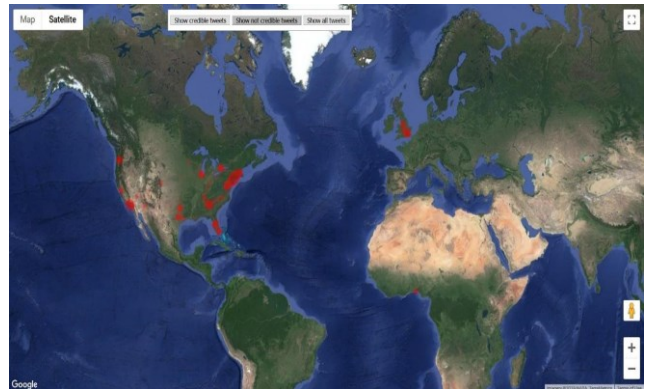 Map Satellite
Show credible tweets Show not credible tweets Show all tweets
+
−
Google